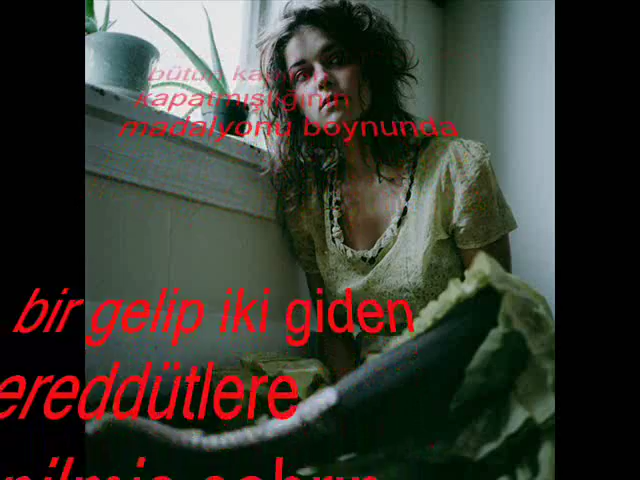 bütün
kapatmışlığının
madalyonu boynunda
bir gelip iki giden
ereddütlere